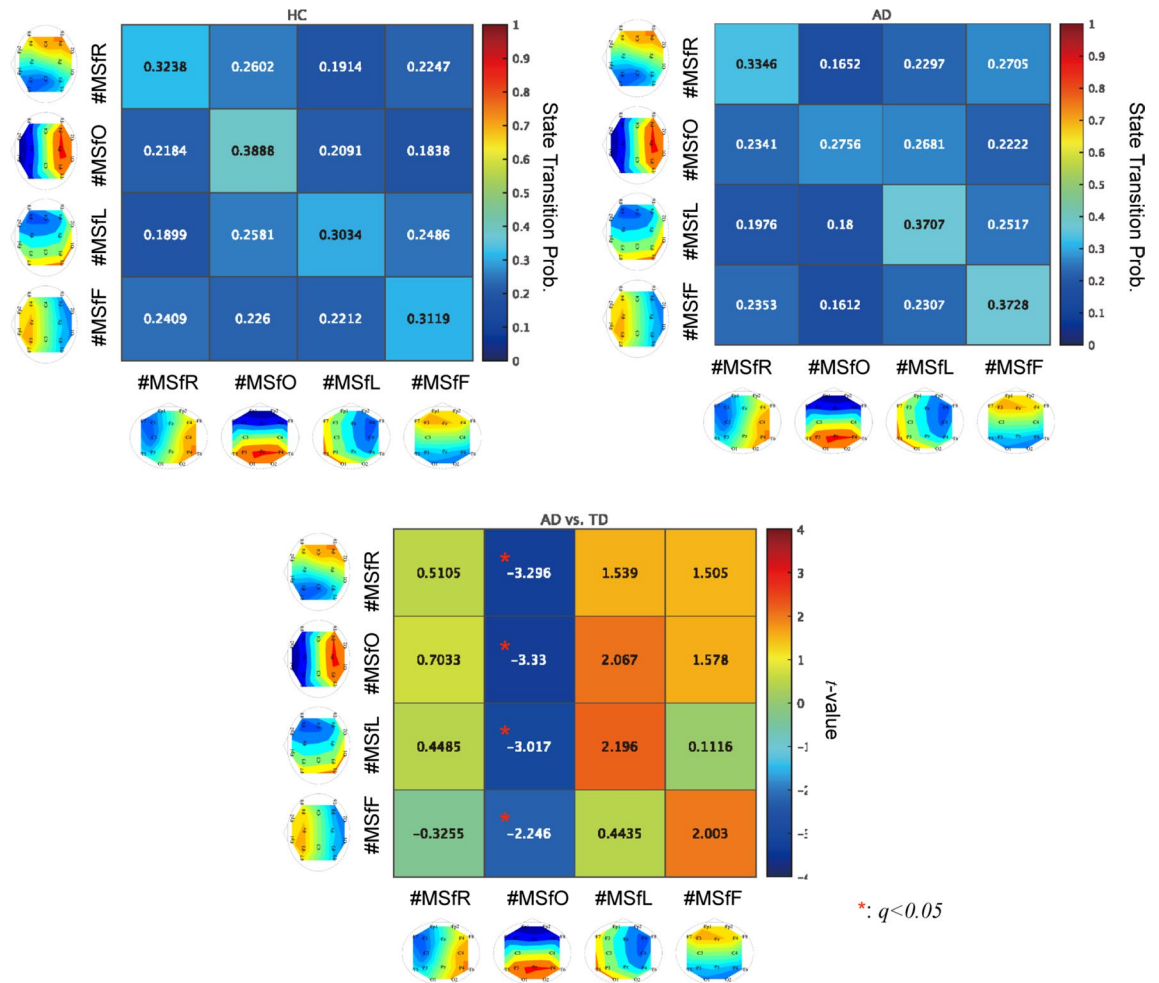 HC
#MSfR
0.3238 0.2602 0.1914 0.2247
#MSfO
0.2184 0.3888 0.2091 0.1838
#MSfL
0.1899 0.2581 0.3034 0.2486
#MSfF
0.2409 0.226 0.2212 0.3119
#MSfR #MSfO #MSfL #MSfF
1
0.9
0.8
0.7
0.6
0.5
0.4
0.3
0.2
0.1
0
State Transition Prob.
AD
#MSfR
0.3346 0.1652 0.2297 0.2705
#MSfO
0.2341 0.2756 0.2681 0.2222
#MSfL
0.1976 0.18 0.3707 0.2517
#MSfF
0.2353 0.1612 0.2307 0.3728
#MSfR #MSfO #MSfL #MSfF
1
0.9
0.8
0.7
0.6
0.5
0.4
0.3
0.2
0.1
0
State Transition Prob.
AD vs. TD
#MSfR
0.5105 *-3.296 1.539 1.505
#MSfO
0.7033 *-3.33 2.067 1.578
#MSfL
0.4485 *-3.017 2.196 0.1116
#MSfF
-0.3255 *-2.246 0.4435 2.003
#MSfR #MSfO #MSfL #MSfF
4
3
2
1
0
-1
t-value
*: q<0.05